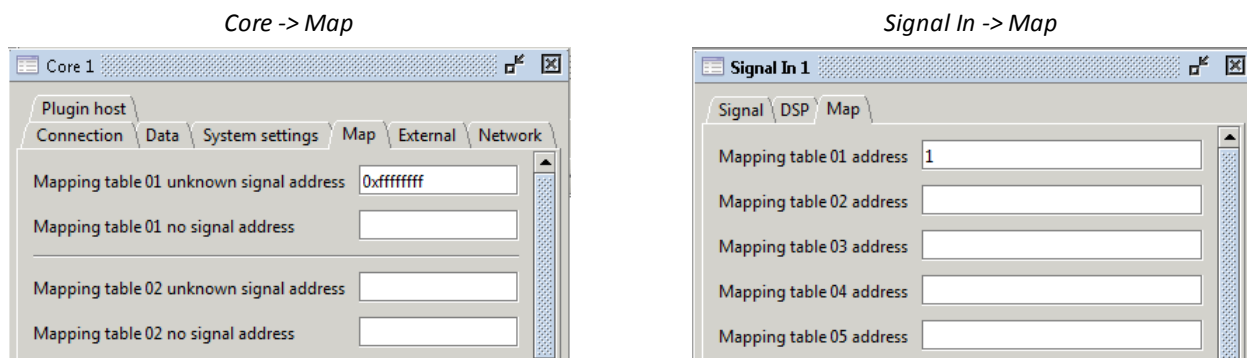 Core -> Map
Core 1
Plugin host
Connection Data System settings Map External Network
Mapping table 01 unknown signal address 0xffffffff
Mapping table 01 no signal address
Mapping table 02 unknown signal address
Mapping table 02 no signal address
Signal In -> Map
Signal In 1
Signal DSP Map
Mapping table 01 address 1
Mapping table 02 address
Mapping table 03 address
Mapping table 04 address
Mapping table 05 address